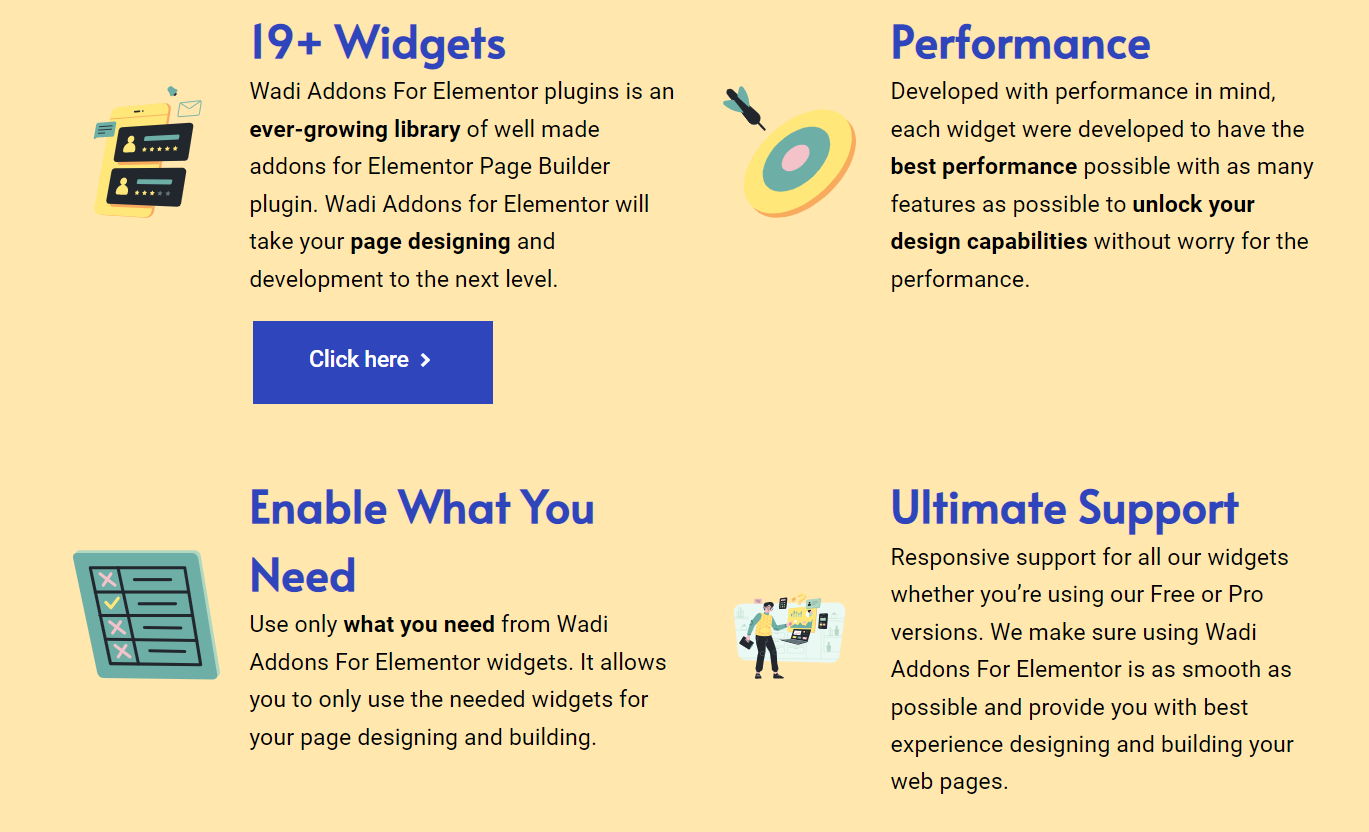 19+ Widgets
Wadi Addons For Elementor plugins is an
ever-growing library of well made
addons for Elementor Page Builder
plugin. Wadi Addons for Elementor will
take your page designing and
development to the next level.
Click here
Performance
Developed with performance in mind,
each widget were developed to have the
best performance possible with as many
features as possible to unlock your
design capabilities without worry for the
performance.
Enable What You
Need
Use only what you need from Wadi
Addons For Elementor widgets. It allows
you to only use the needed widgets for
your page designing and building.
Ultimate Support
Responsive support for all our widgets
whether you’re using our Free or Pro
versions. We make sure using Wadi
Addons For Elementor is as smooth as
possible and provide you with best
experience designing and building your
web pages.